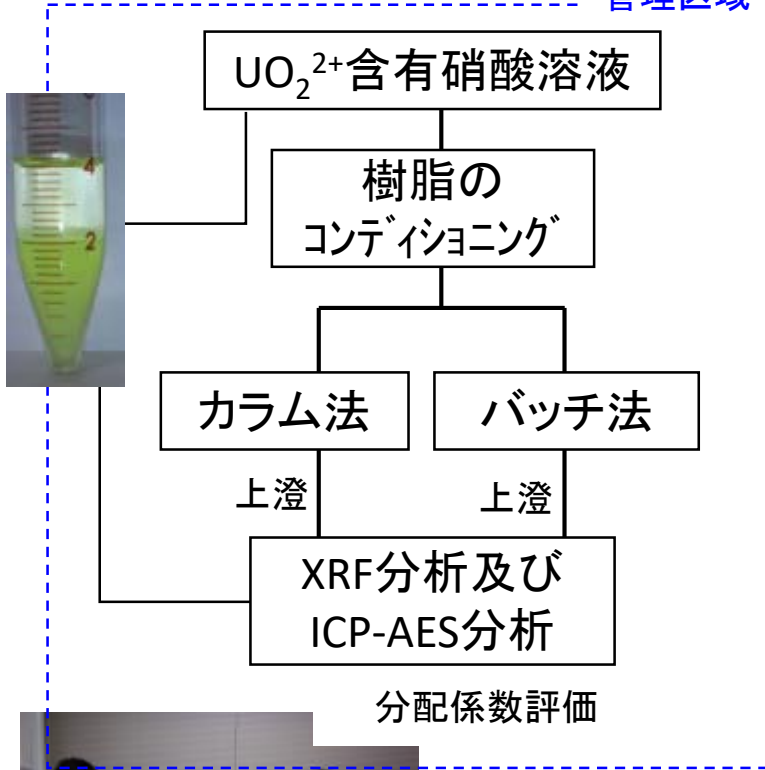 管理区域
UO₂²⁺含有硝酸溶液
樹脂の
コンディショニング
4
2
カラム法
バッチ法
上澄
上澄
XRF分析及び
ICP-AES分析
分配係数評価